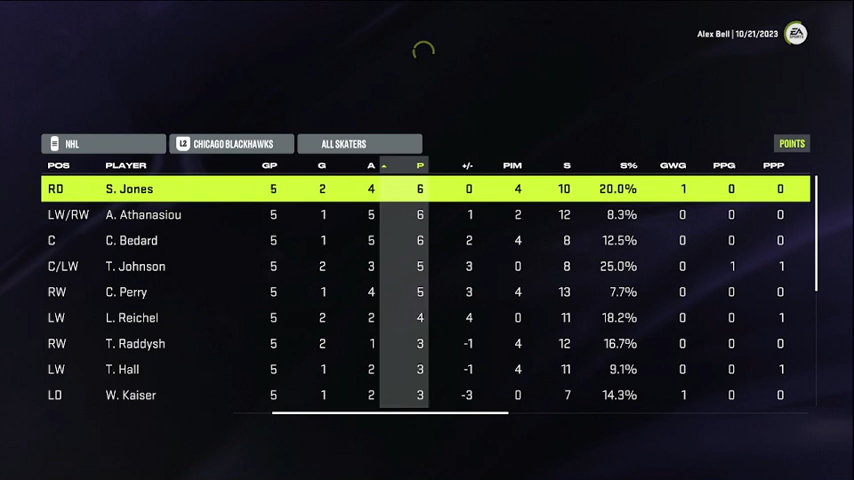 Alex Bell | 10/21/2023
EA SPORTS
NHL L2 CHICAGO BLACKHAWKS ALL SKATERS POINTS
POS PLAYER GP G A P +/- PIM S S% GWG PPG PPP
RD S. Jones 5 2 4 6 0 4 10 20.0% 1 0 0
LW/RW A. Athanasiou 5 1 5 6 1 2 12 8.3% 0 0 0
C C. Bedard 5 1 5 6 2 4 8 12.5% 0 0 0
C/LW T. Johnson 5 2 3 5 3 0 8 25.0% 0 1 1
RW C. Perry 5 1 4 5 3 4 13 7.7% 0 0 0
LW L. Reichel 5 2 2 4 4 0 11 18.2% 0 0 1
RW T. Raddysh 5 2 1 3 -1 4 12 16.7% 0 0 0
LW T. Hall 5 1 2 3 -1 4 11 9.1% 0 0 1
LD W. Kaiser 5 1 2 3 -3 0 7 14.3% 1 0 0